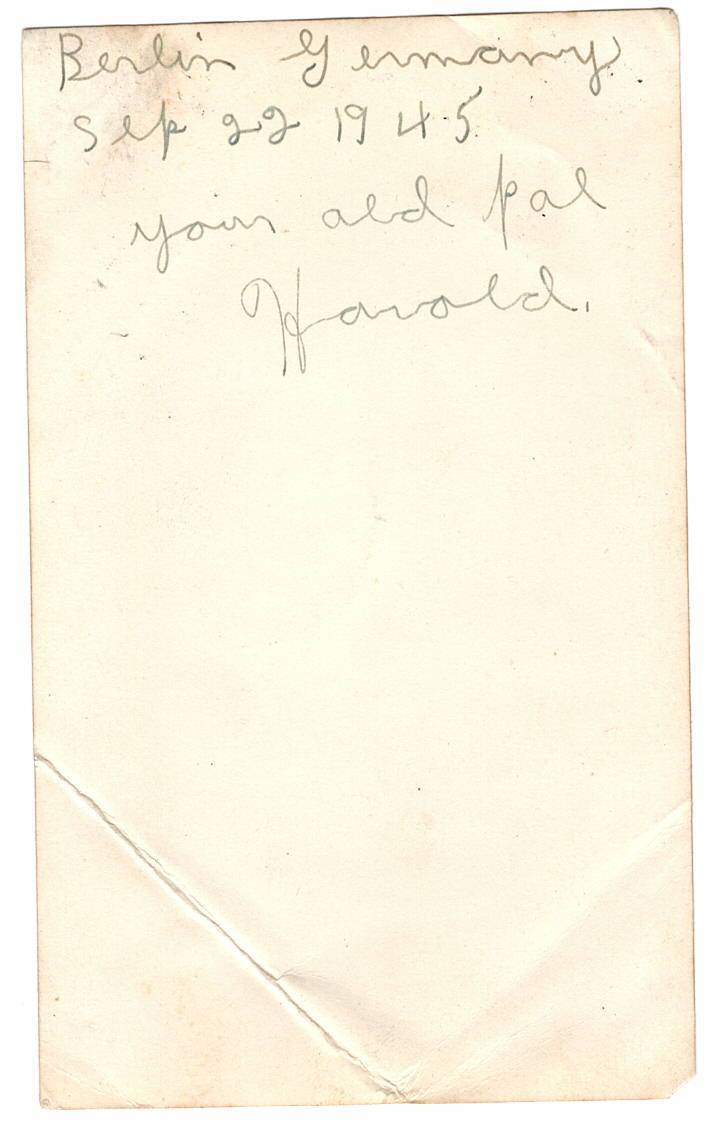 Berlin Germany.
Sep 22 1945.
your old pal
Harold.